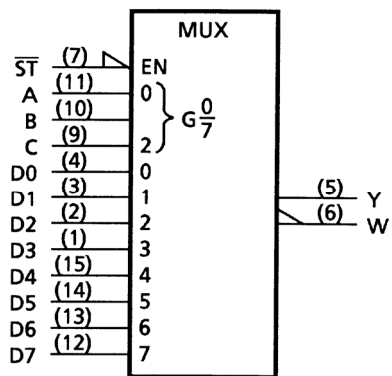 MUX
S̅T̅ (7) EN
A (11) 0
B (10) G 0/7
C (9) 2
D0 (4) 0
D1 (3) 1 (5) Y
D2 (2) 2 (6) W
D3 (1) 3
D4 (15) 4
D5 (14) 5
D6 (13) 6
D7 (12) 7